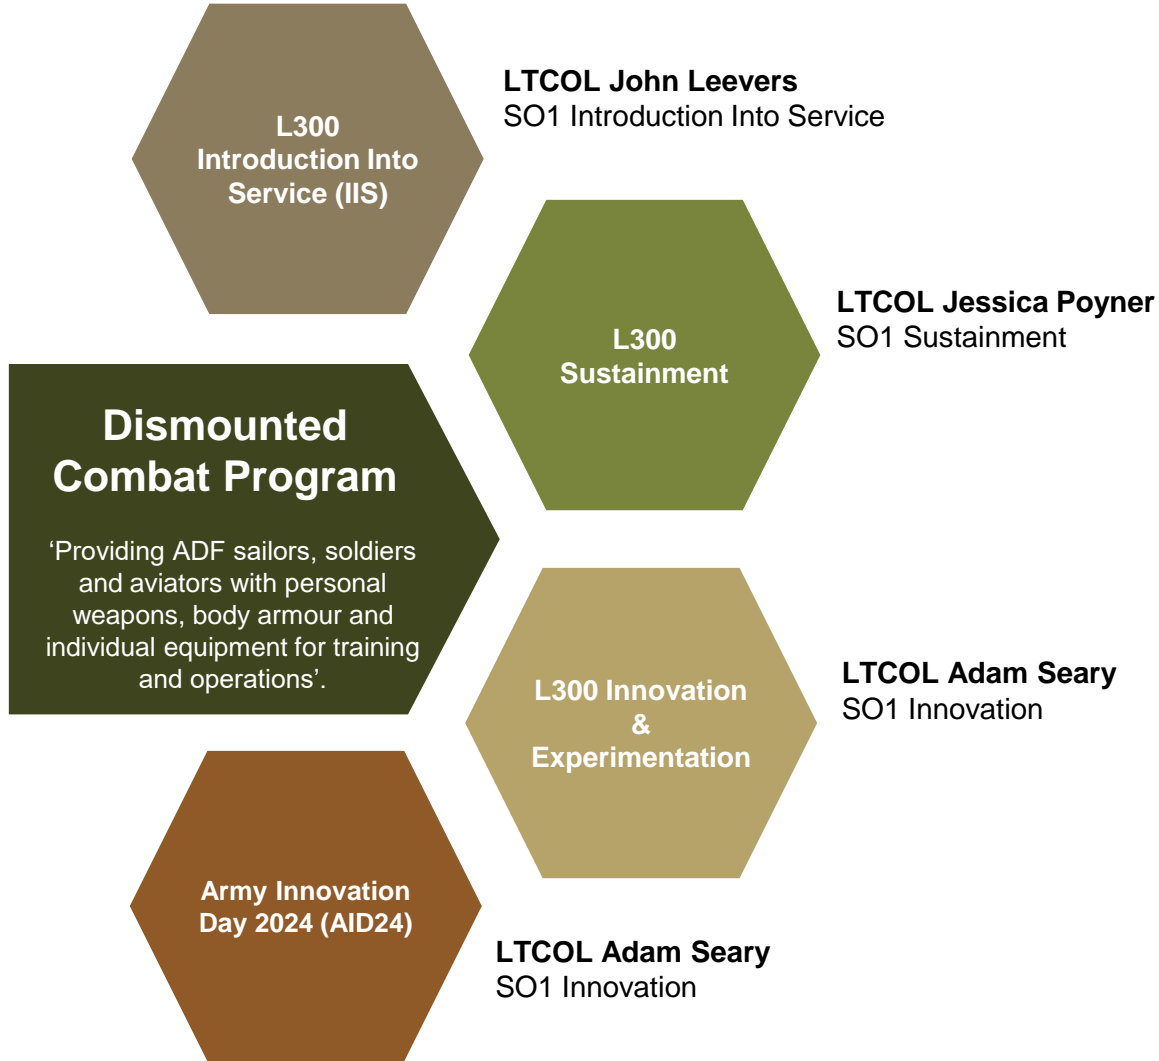 L300
Introduction Into
Service (IIS)
LTCOL John Leevers
SO1 Introduction Into Service
L300
Sustainment
LTCOL Jessica Poyner
SO1 Sustainment
Dismounted
Combat Program
‘Providing ADF sailors, soldiers
and aviators with personal
weapons, body armour and
individual equipment for training
and operations’.
L300 Innovation
&
Experimentation
LTCOL Adam Seary
SO1 Innovation
Army Innovation
Day 2024 (AID24)
LTCOL Adam Seary
SO1 Innovation